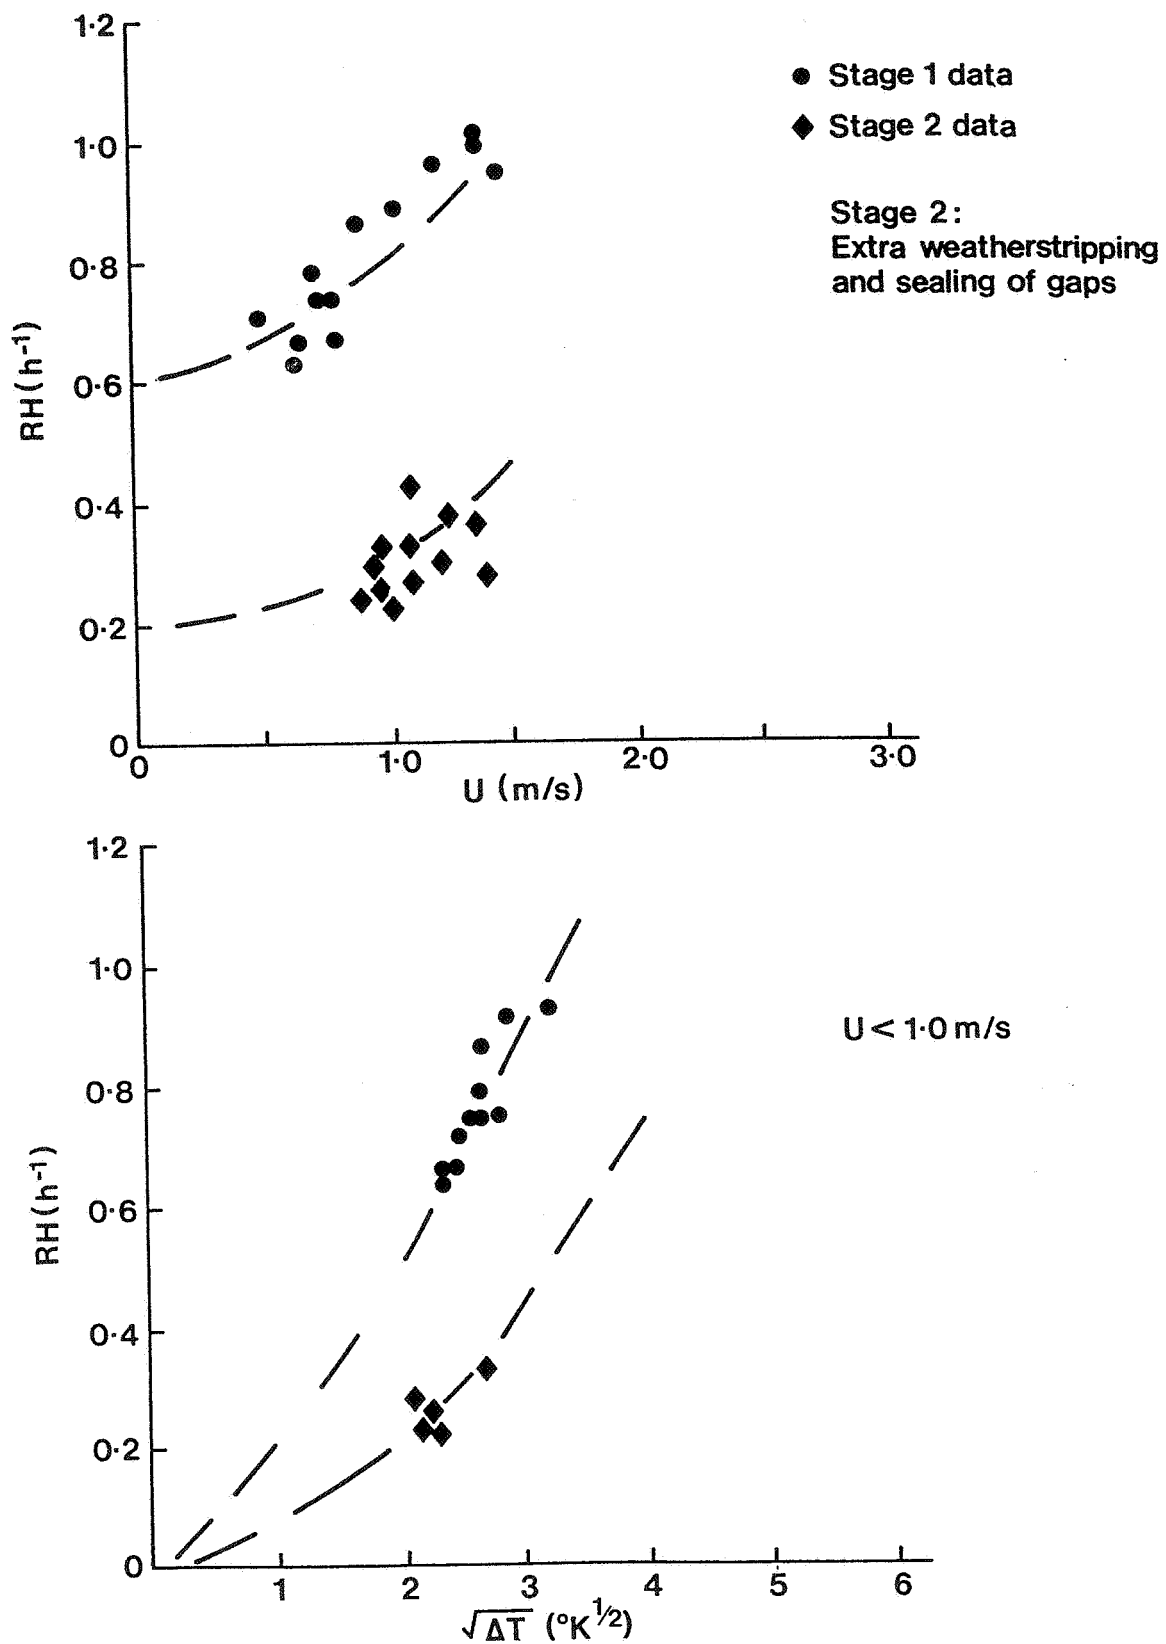 1·2
1·0
0·8
0·6
0·4
0·2
0
RH (h⁻¹)
0
1·0
2·0
3·0
U (m/s)
● Stage 1 data
◆ Stage 2 data
Stage 2:
Extra weatherstripping
and sealing of gaps
1·2
1·0
0·8
0·6
0·4
0·2
0
RH (h⁻¹)
1
2
3
4
5
6
√ΔT (°K^½)
U < 1·0 m/s